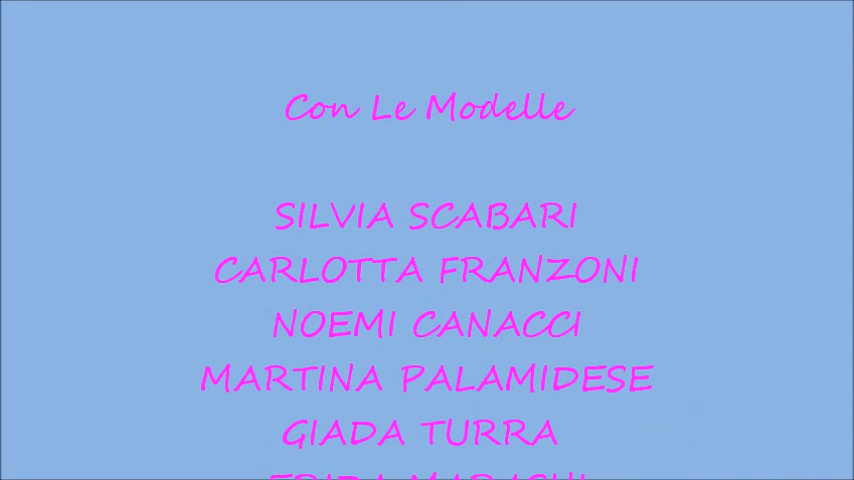 Con Le Modelle
SILVIA SCABARI
CARLOTTA FRANZONI
NOEMI CANACCI
MARTINA PALAMIDESE
GIADA TURRA